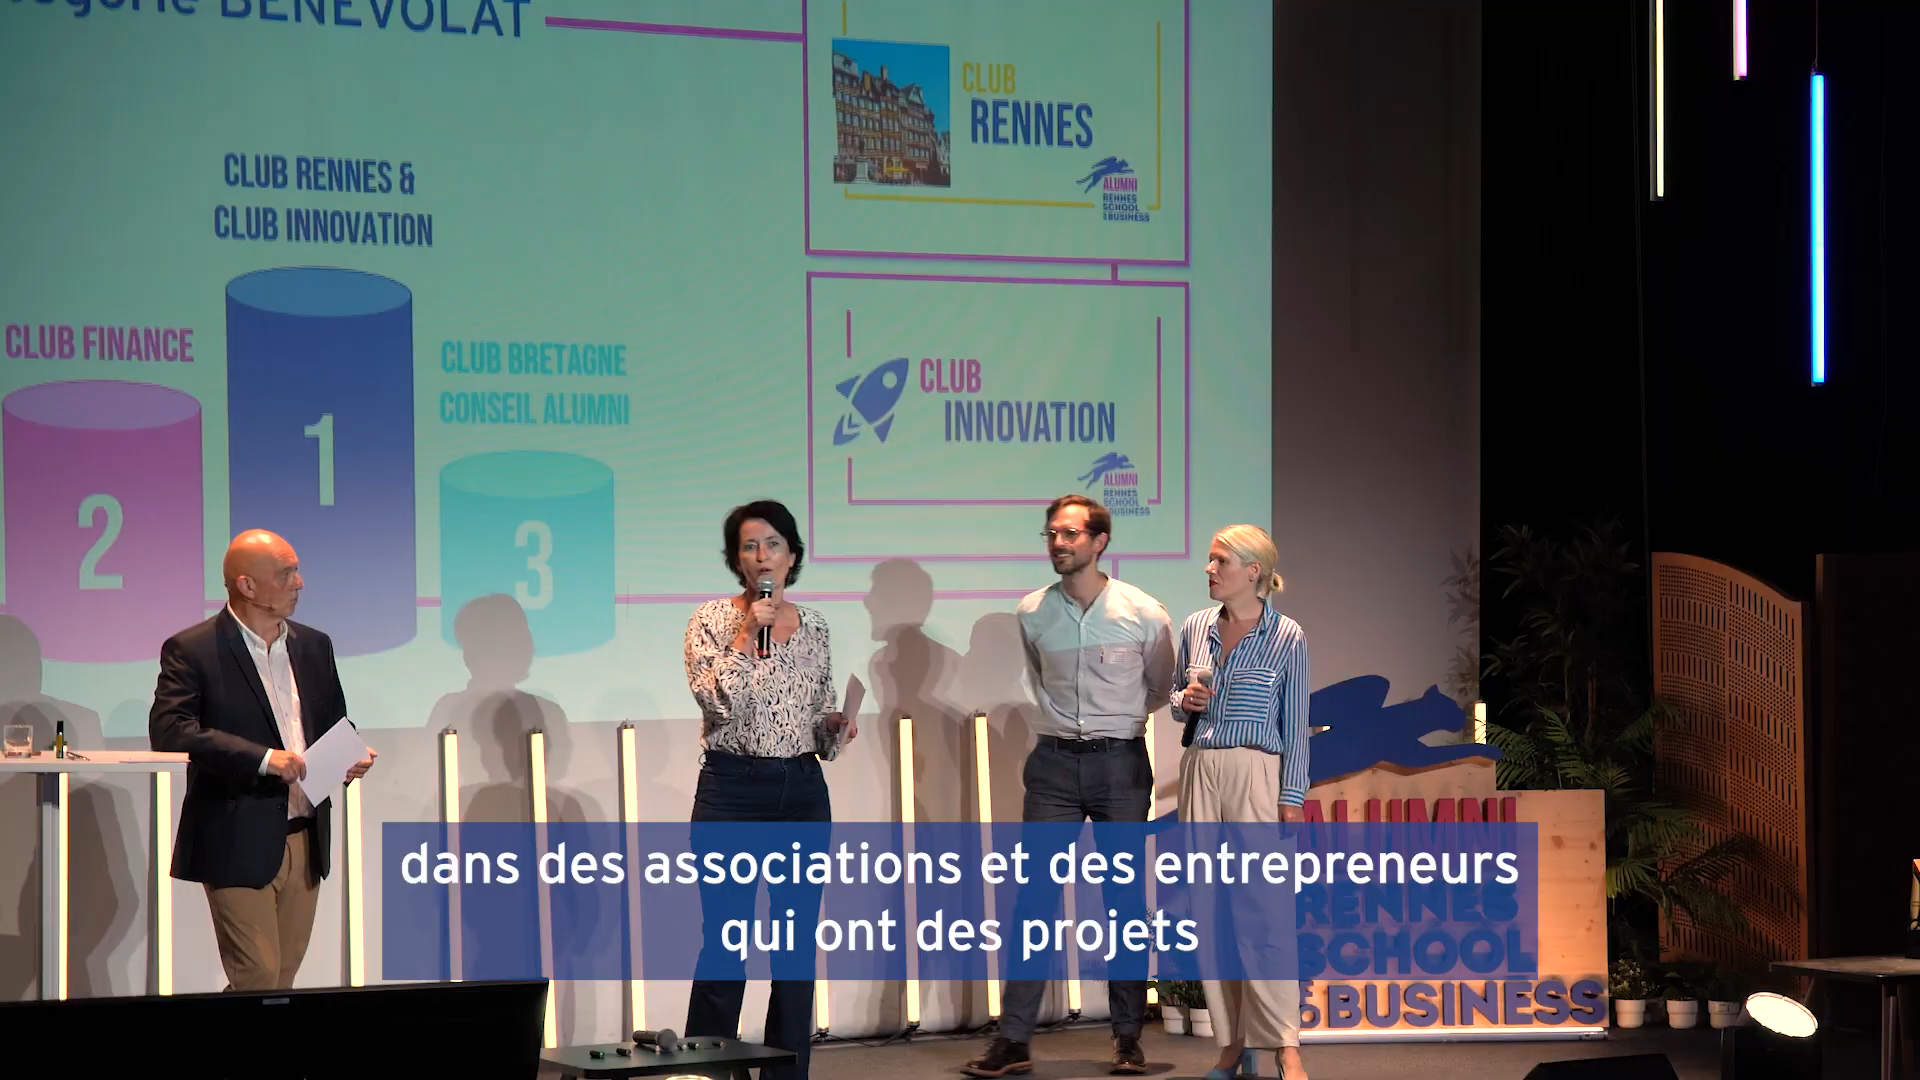 BENEVOLAT
CLUB
RENNES
ALUMNI
RENNES
SCHOOL
OF BUSINESS
CLUB RENNES &
CLUB INNOVATION
CLUB FINANCE
CLUB BRETAGNE
CONSEIL ALUMNI
1
2
3
CLUB
INNOVATION
ALUMNI
RENNES
SCHOOL
BUSINESS
dans des associations et des entrepreneurs
qui ont des projets
ALUMNI
RENNES
SCHOOL
OF BUSINESS